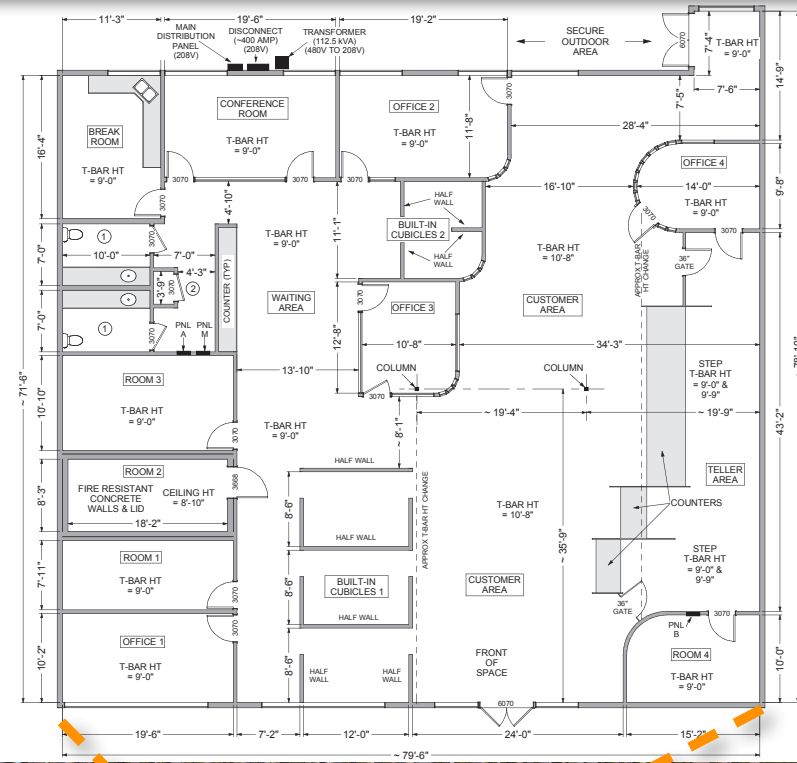 11'-3"
19'-6"
19'-2"
MAIN
DISTRIBUTION
PANEL
(208V)
DISCONNECT
(~400 AMP)
(208V)
TRANSFORMER
(112.5 kVA)
(480V TO 208V)
SECURE
OUTDOOR
AREA
6070
7'-4"
T-BAR HT
= 9'-0"
7'-6"
14'-9"
BREAK
ROOM
T-BAR HT
= 9'-0"
16'-4"
3070
CONFERENCE
ROOM
T-BAR HT
= 9'-0"
3070
3070
OFFICE 2
T-BAR HT
= 9'-0"
11'-8"
3070
3070
7'-5"
28'-4"
OFFICE 4
14'-0"
T-BAR HT
= 9'-0"
9'-8"
3070
3070
16'-10"
4'-10"
11'-1"
HALF
WALL
BUILT-IN
CUBICLES 2
HALF
WALL
T-BAR HT
= 9'-0"
T-BAR HT
= 10'-8"
APPROX T-BAR
HT CHANGE
36"
GATE
1
10'-0"
7'-0"
3070
7'-0"
4'-3"
3'-9"
3070
2
COUNTER (TYP)
WAITING
AREA
3070
OFFICE 3
10'-8"
12'-8"
CUSTOMER
AREA
7'-0"
1
PNL
A
PNL
M
34'-3"
13'-10"
COLUMN
COLUMN
3070
STEP
T-BAR HT
= 9'-0" &
9'-9"
ROOM 3
T-BAR HT
= 9'-0"
10'-10"
3070
~ 71'-6"
T-BAR HT
= 9'-0"
~ 8'-1"
~ 19'-4"
~ 19'-9"
43'-2"
HALF WALL
ROOM 2
FIRE RESISTANT
CONCRETE
WALLS & LID
CEILING HT
= 8'-10"
18'-2"
8'-3"
3668
8'-6"
HALF WALL
APPROX T-BAR HT CHANGE
T-BAR HT
= 10'-8"
~ 35'-9"
TELLER
AREA
COUNTERS
ROOM 1
T-BAR HT
= 9'-0"
7'-11"
3070
8'-6"
BUILT-IN
CUBICLES 1
HALF WALL
CUSTOMER
AREA
STEP
T-BAR HT
= 9'-0" &
9'-9"
36"
GATE
OFFICE 1
T-BAR HT
= 9'-0"
10'-2"
3070
8'-6"
HALF
WALL
HALF
WALL
FRONT
OF
SPACE
6070
PNL
B
3070
ROOM 4
T-BAR HT
= 9'-0"
10'-0"
19'-6"
7'-2"
12'-0"
24'-0"
15'-2"
~ 79'-6"